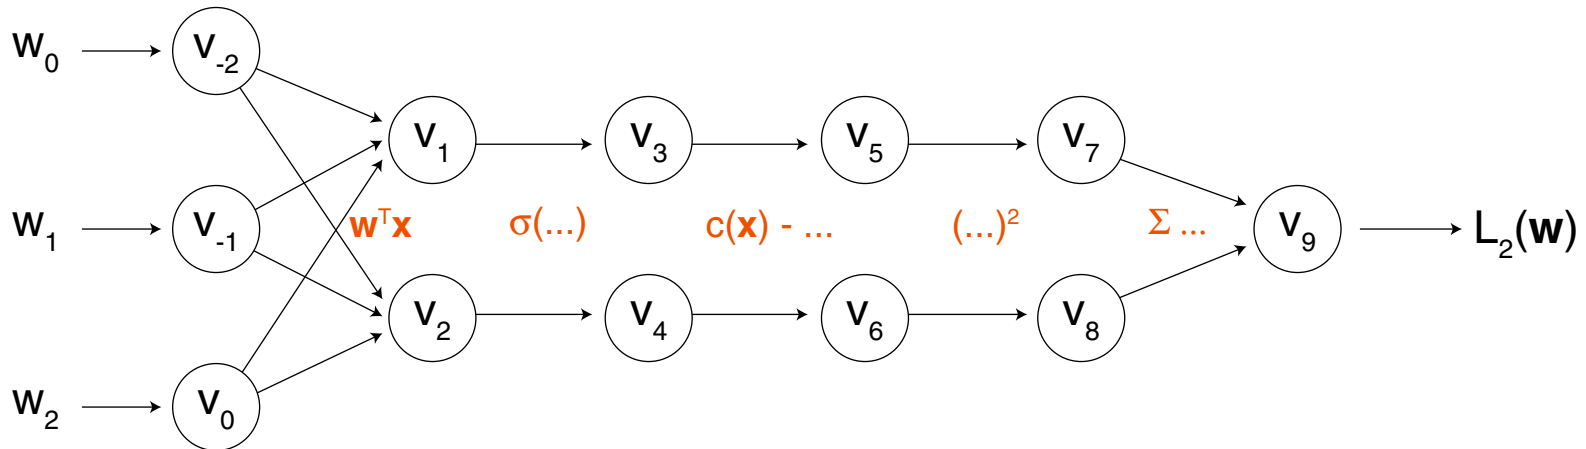 w₀ v₋₂
v₁ v₃ v₅ v₇
w₁ v₋₁ wᵀx σ(...) c(x) - ... (...)² Σ ... v₉ L₂(w)
v₂ v₄ v₆ v₈
w₂ v₀